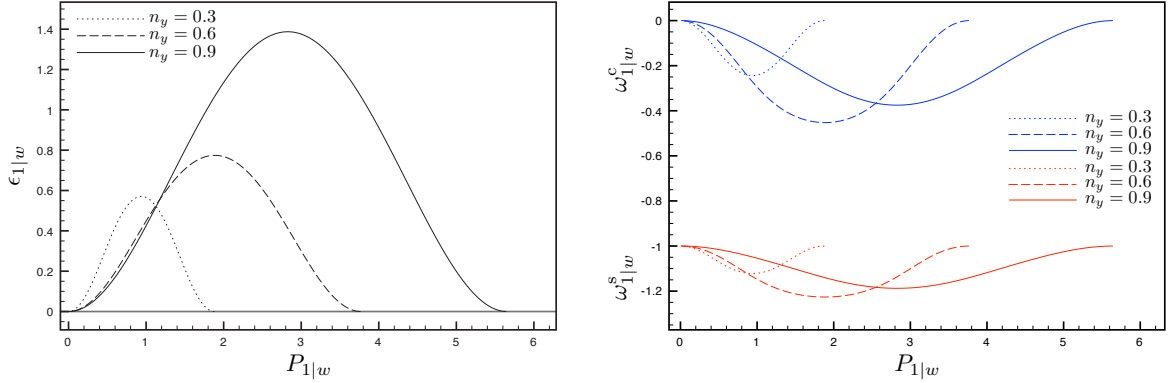 n_y = 0.3
n_y = 0.6
n_y = 0.9
1.4
1.2
1
0.8
0.6
0.4
0.2
0
ϵ_{1|w}
0 1 2 3 4 5 6
P_{1|w}
0
-0.2
-0.4
-0.6
-0.8
-1
-1.2
ω^c_{1|w}
ω^s_{1|w}
n_y = 0.3
n_y = 0.6
n_y = 0.9
n_y = 0.3
n_y = 0.6
n_y = 0.9
0 1 2 3 4 5 6
P_{1|w}